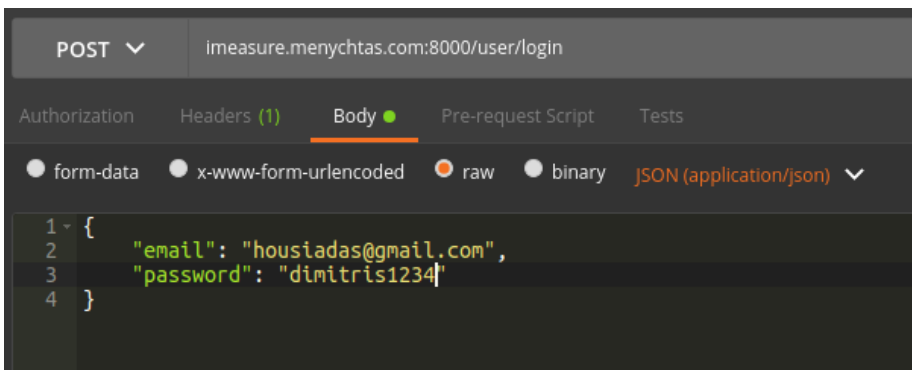 POST imeasure.menychtas.com:8000/user/login
Authorization Headers (1) Body Pre-request Script Tests
form-data x-www-form-urlencoded raw binary JSON (application/json)
1 {
2 "email": "housiadas@gmail.com",
3 "password": "dimitris1234"
4 }